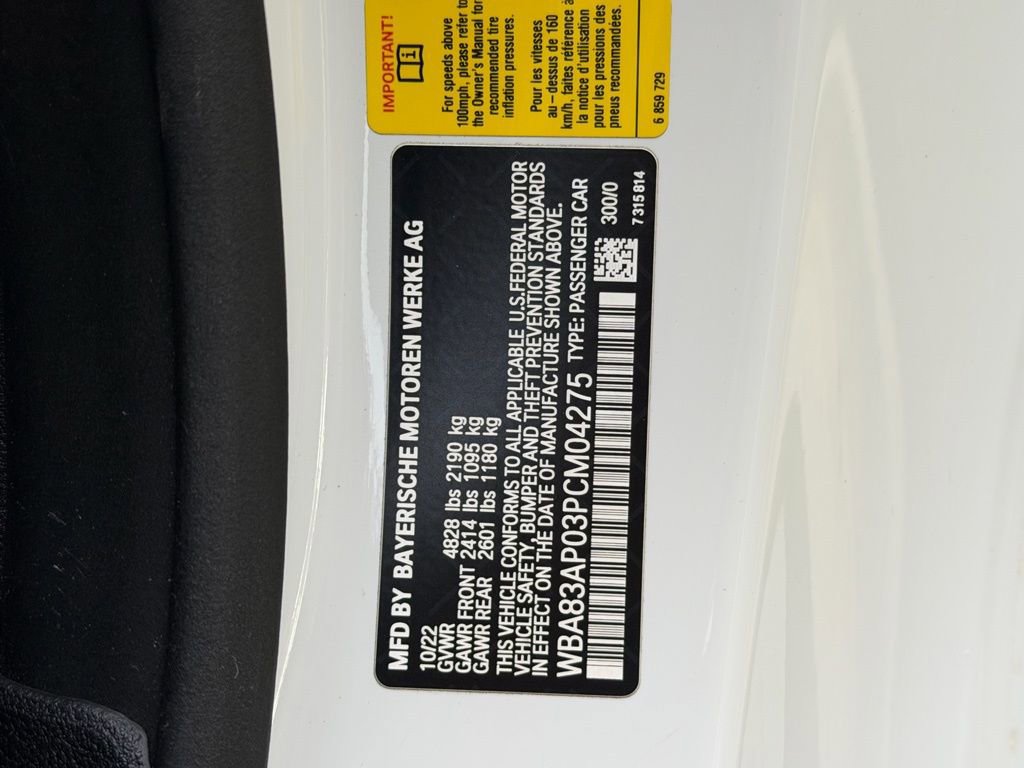 MFD BY BAYERISCHE MOTOREN WERKE AG
10/22
GVWR 4828 lbs 2190 kg
GAWR FRONT 2414 lbs 1095 kg
GAWR REAR 2601 lbs 1180 kg
THIS VEHICLE CONFORMS TO ALL APPLICABLE U.S.FEDERAL MOTOR
VEHICLE SAFETY, BUMPER AND THEFT PREVENTION STANDARDS
IN EFFECT ON THE DATE OF MANUFACTURE SHOWN ABOVE.
WBA83AP03PCM04275 TYPE: PASSENGER CAR
300/0
7315814
IMPORTANT!
For speeds above
100mph, please refer to
the Owner's Manual for
recommended tire
inflation pressures.
Pour les vitesses
au-dessus de 160
km/h, faites référence à
la notice d'utilisation
pour les pressions des
pneus recommandées.
6 859 729